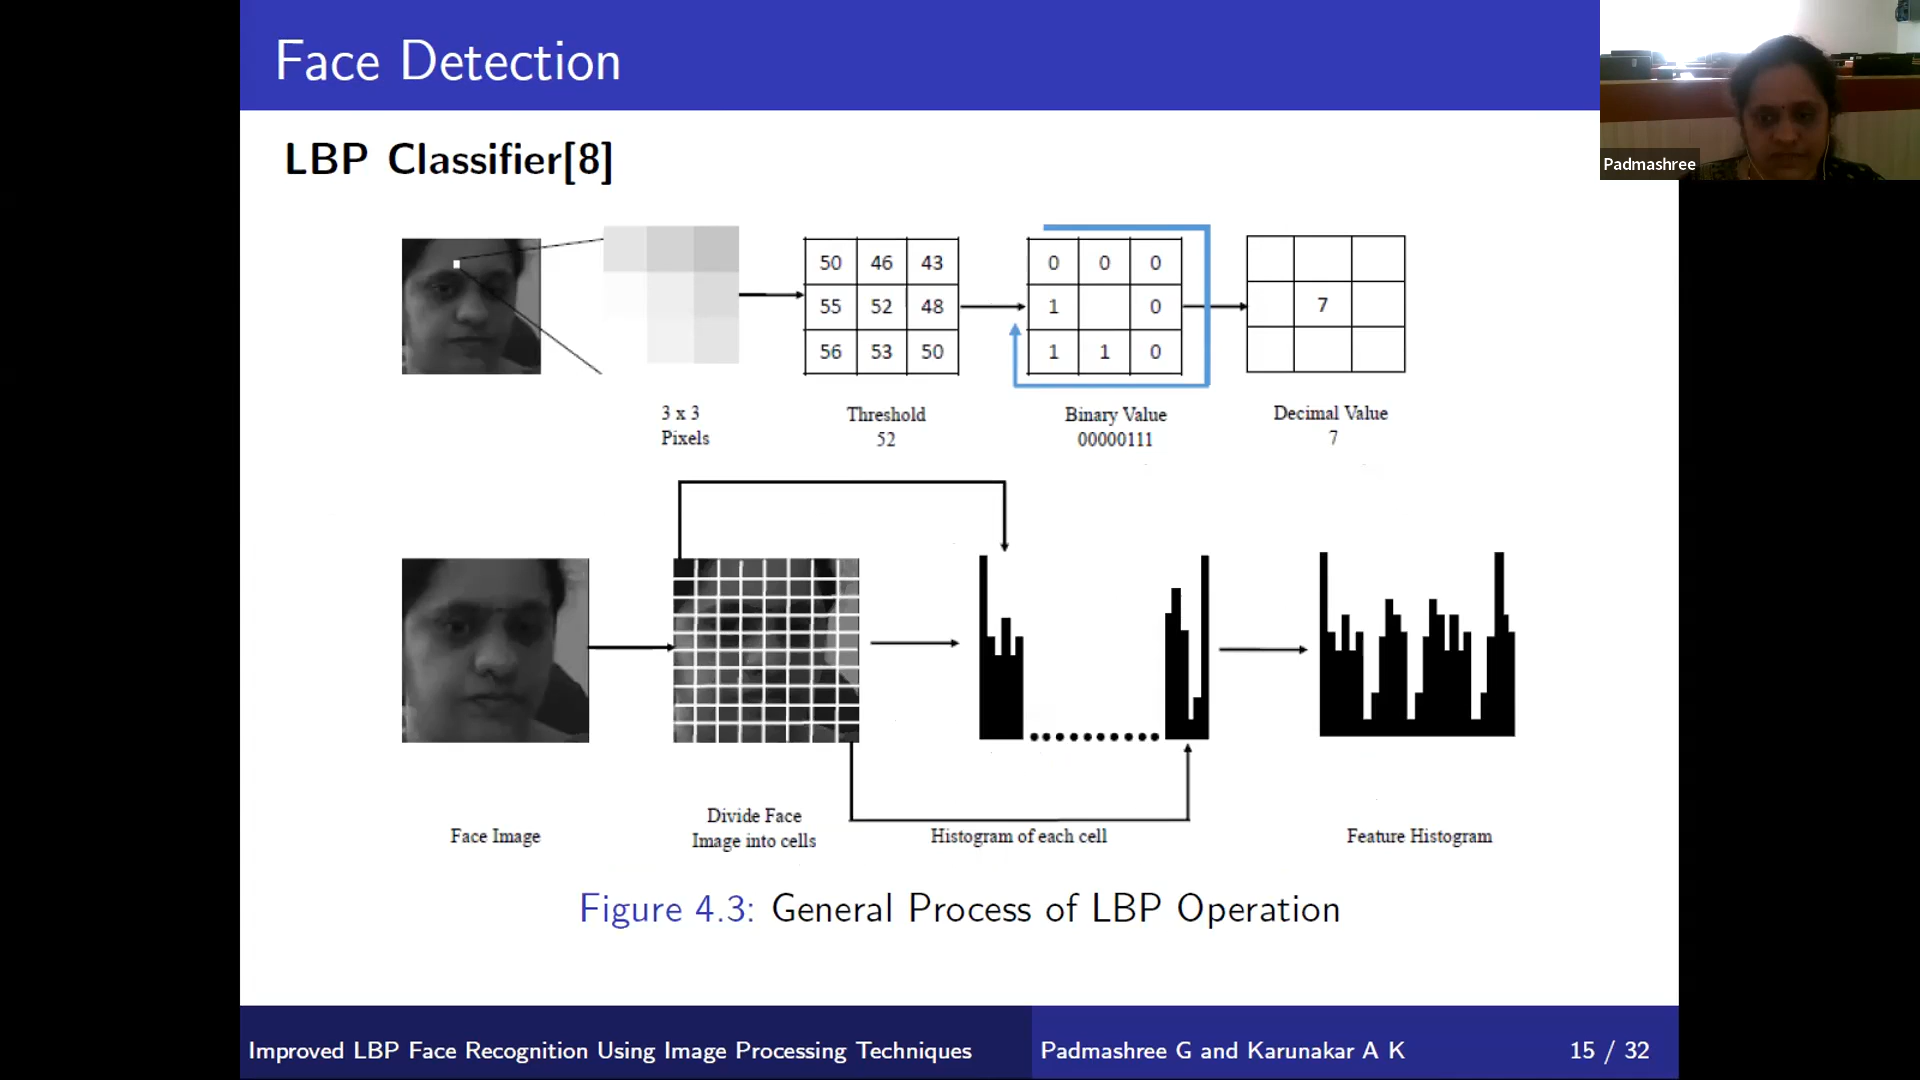 Face Detection
Padmashree
LBP Classifier[8]
50 46 43
55 52 48
56 53 50
0 0 0
1 0
1 1 0
7
3 x 3
Pixels
Threshold
52
Binary Value
00000111
Decimal Value
7
Face Image
Divide Face
Image into cells
Histogram of each cell
Feature Histogram
Figure 4.3: General Process of LBP Operation
Improved LBP Face Recognition Using Image Processing Techniques
Padmashree G and Karunakar A K
15 / 32